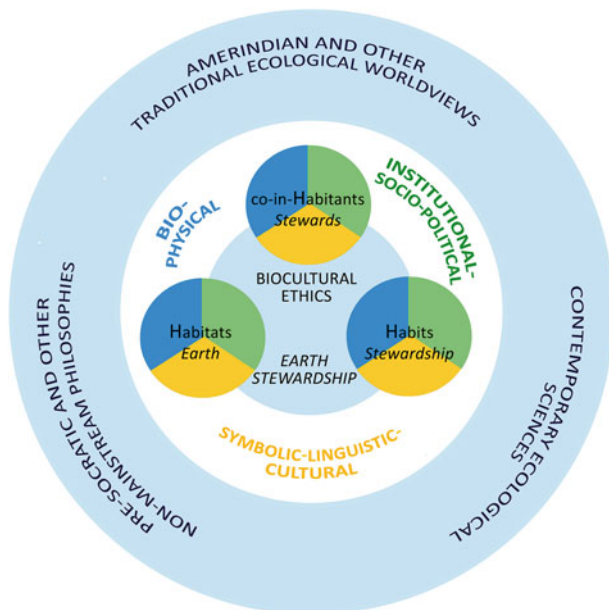 AMERINDIAN AND OTHER
TRADITIONAL ECOLOGICAL WORLDVIEWS
BIO-
PHYSICAL
INSTITUTIONAL-
SOCIO-POLITICAL
co-in-Habitants
Stewards
BIOCULTURAL
ETHICS
Habitats
Earth
Habits
Stewardship
EARTH
STEWARDSHIP
SYMBOLIC-LINGUISTIC-
CULTURAL
PRE-SOCRATIC AND OTHER
NON-MAINSTREAM PHILOSOPHIES
CONTEMPORARY ECOLOGICAL
SCIENCES